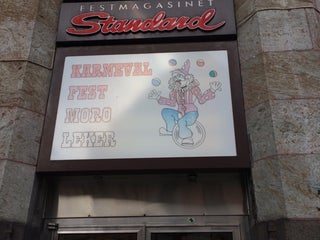 FESTMAGASINET
Standard
KARNEVAL
FEST
MORO
LEKER